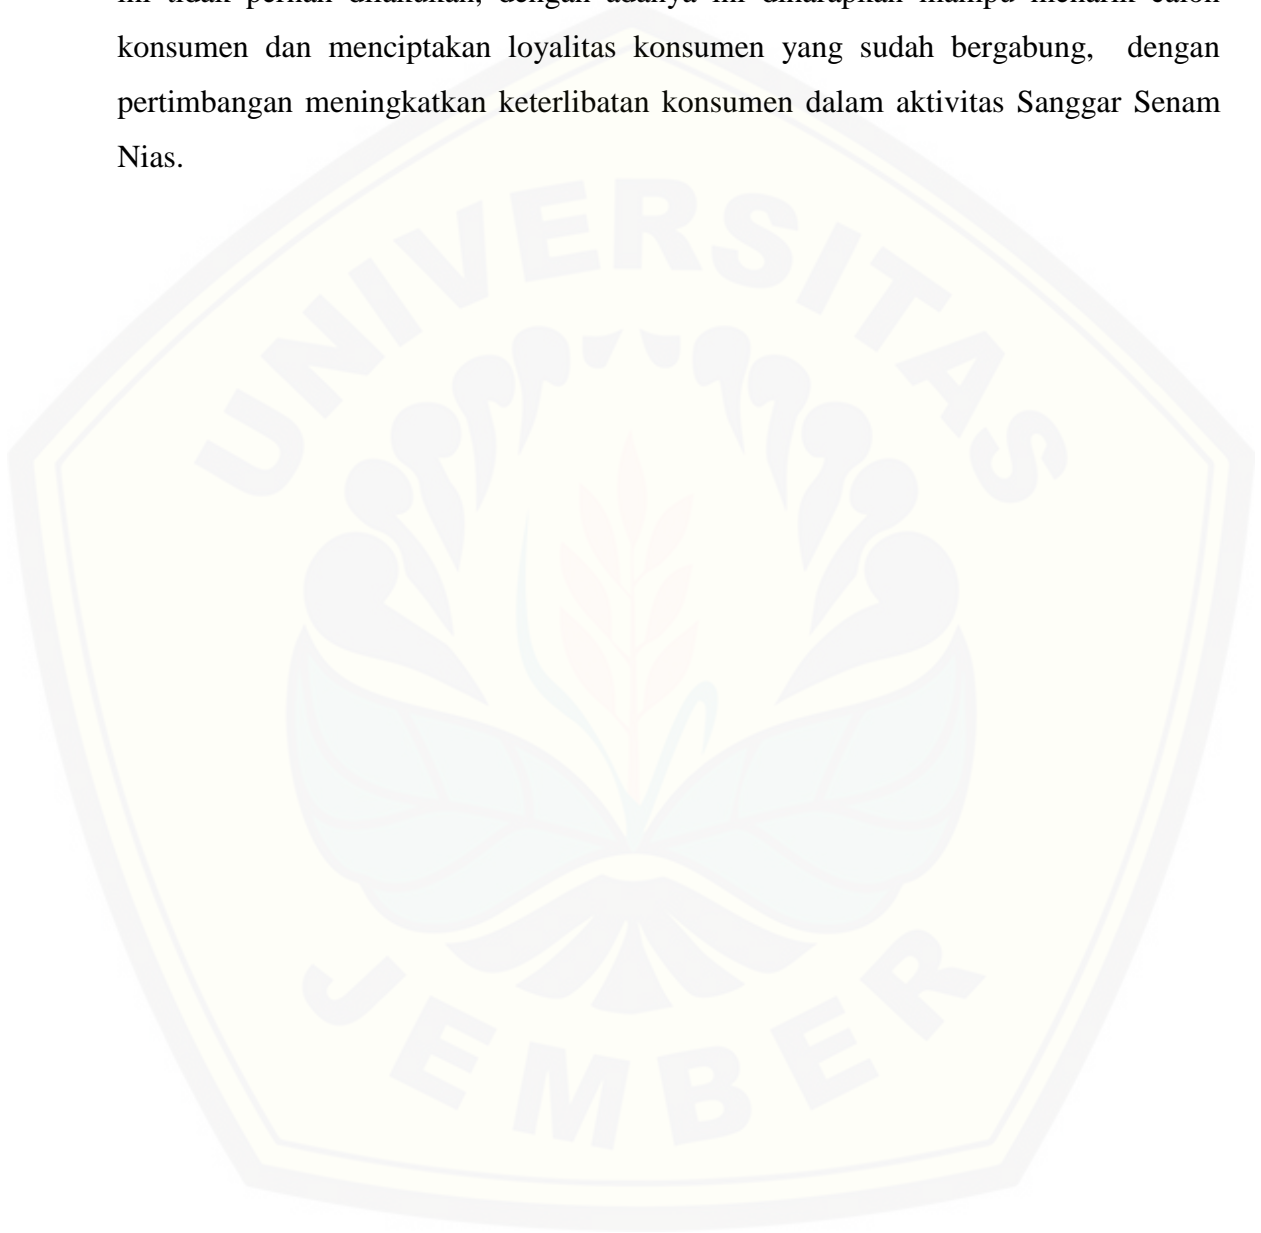 konsumen dan menciptakan loyalitas konsumen yang sudah bergabung, dengan
pertimbangan meningkatkan keterlibatan konsumen dalam aktivitas Sanggar Senam
Nias.
UNIVERSITAS
JEMBER